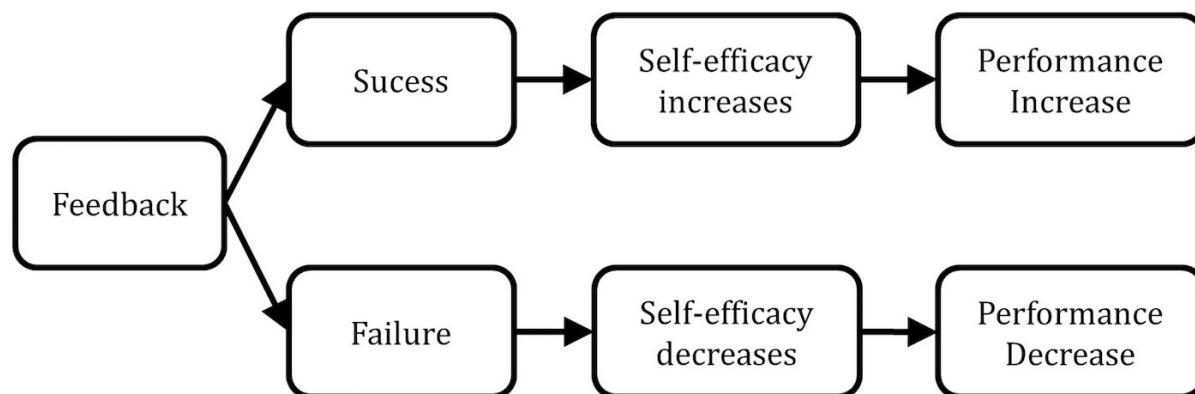 Feedback
Sucess
Self-efficacy
increases
Performance
Increase
Failure
Self-efficacy
decreases
Performance
Decrease